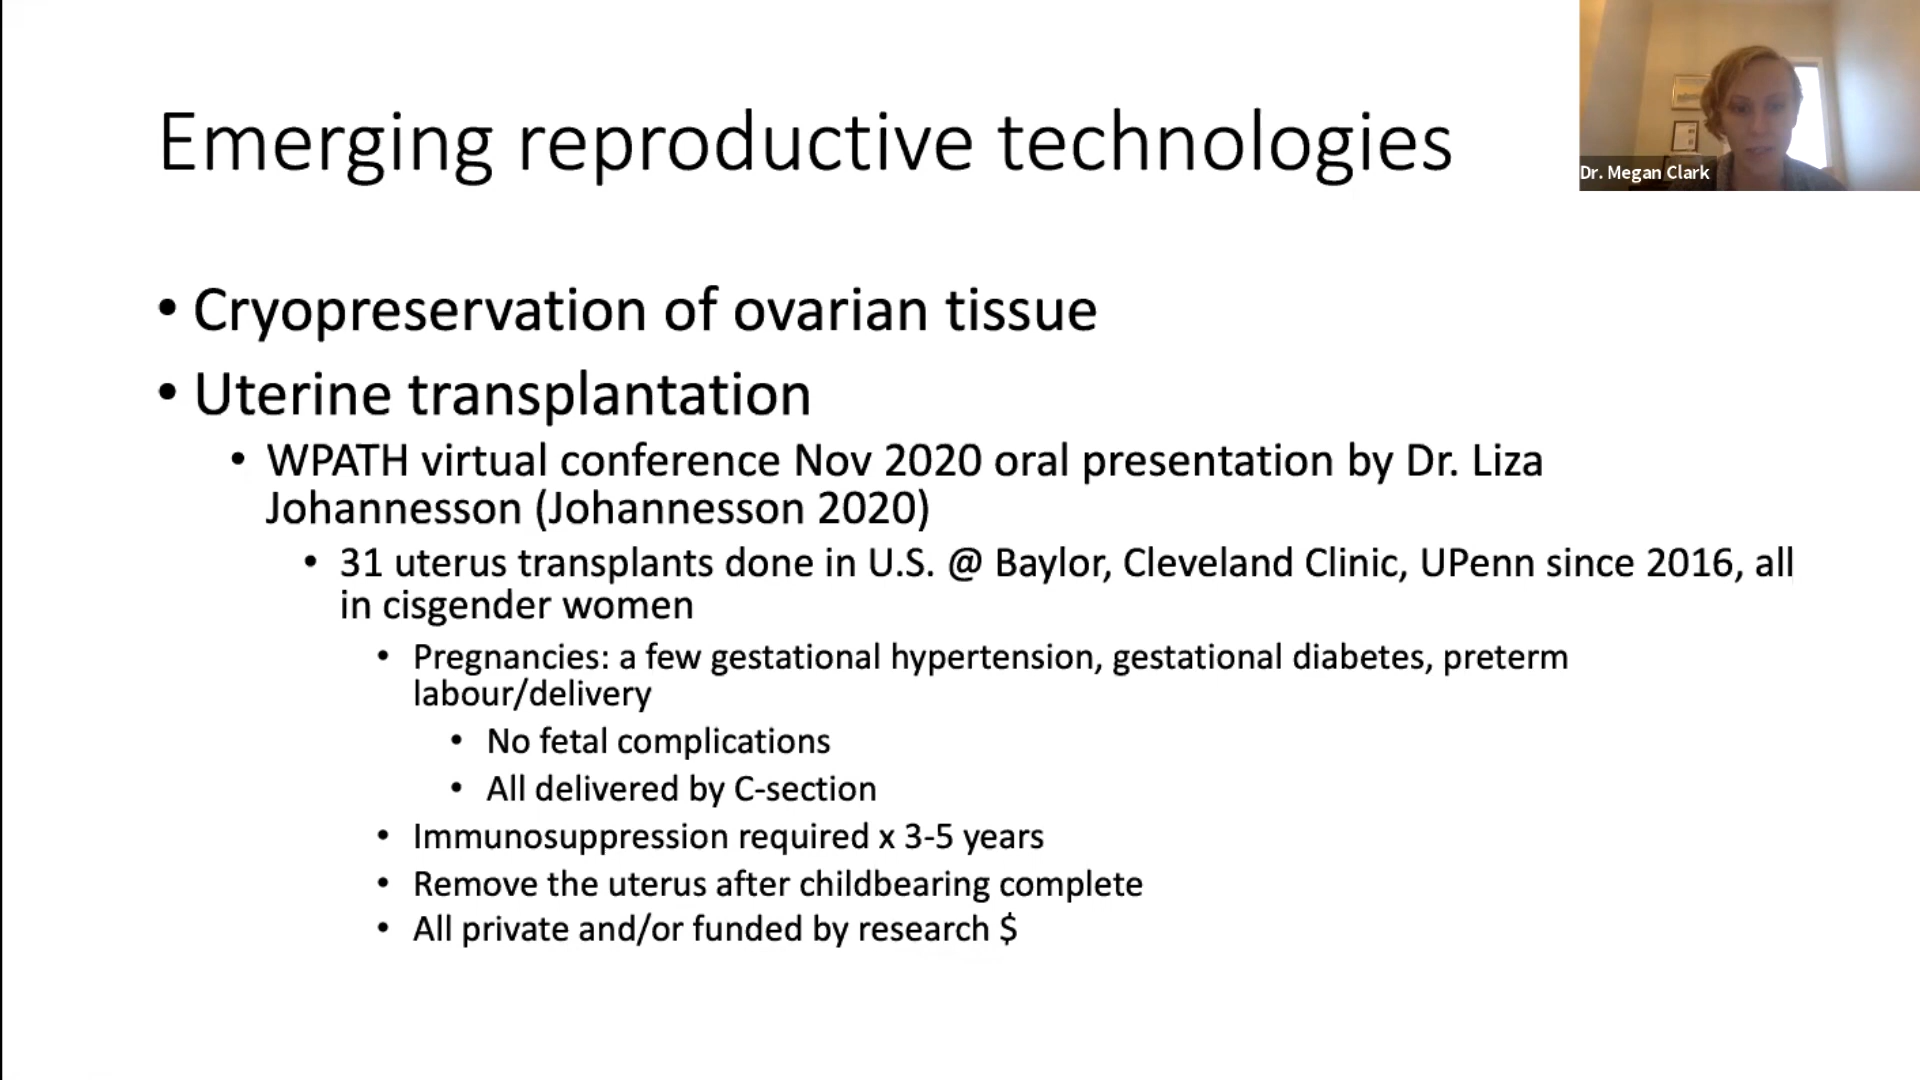 Emerging reproductive technologies
Dr. Megan Clark
• Cryopreservation of ovarian tissue
• Uterine transplantation
• WPATH virtual conference Nov 2020 oral presentation by Dr. Liza
Johannesson (Johannesson 2020)
• 31 uterus transplants done in U.S. @ Baylor, Cleveland Clinic, UPenn since 2016, all
in cisgender women
• Pregnancies: a few gestational hypertension, gestational diabetes, preterm
labour/delivery
• No fetal complications
• All delivered by C-section
• Immunosuppression required x 3-5 years
• Remove the uterus after childbearing complete
• All private and/or funded by research $